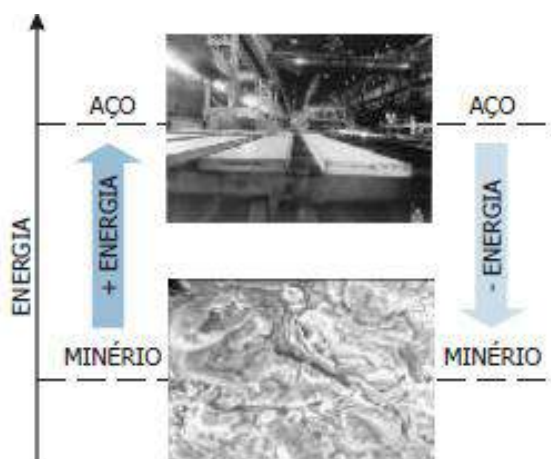 AÇO
AÇO
ENERGIA
+ ENERGIA
- ENERGIA
MINÉRIO
MINÉRIO